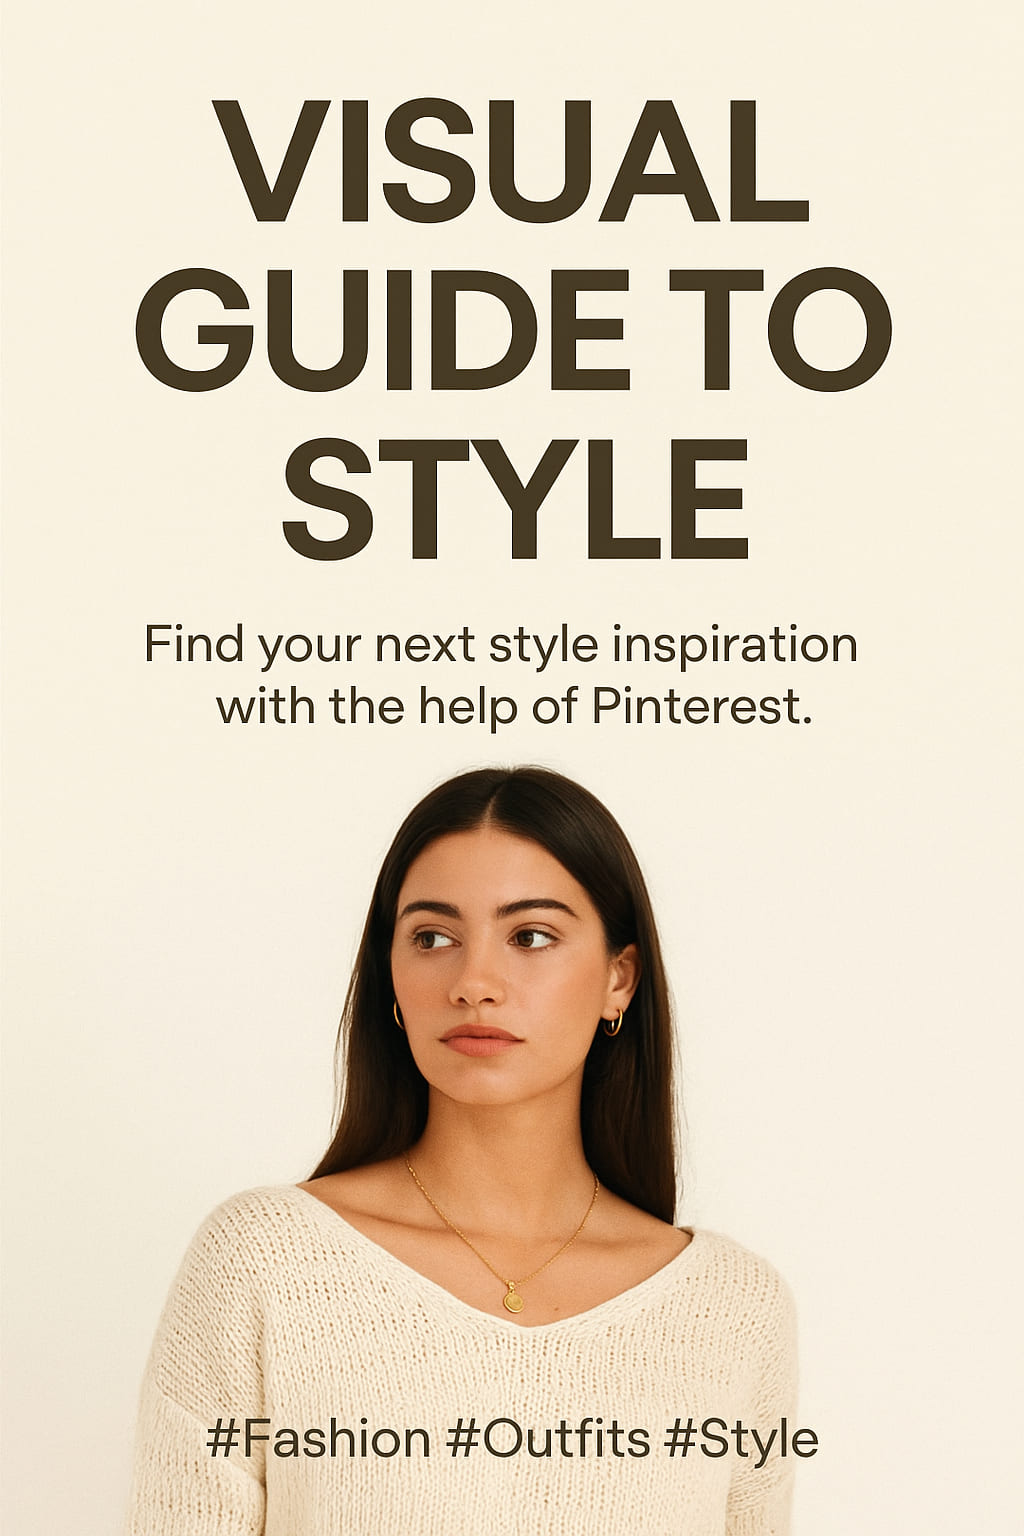 VISUAL
GUIDE TO
STYLE
Find your next style inspiration
with the help of Pinterest.
#Fashion #Outfits #Style